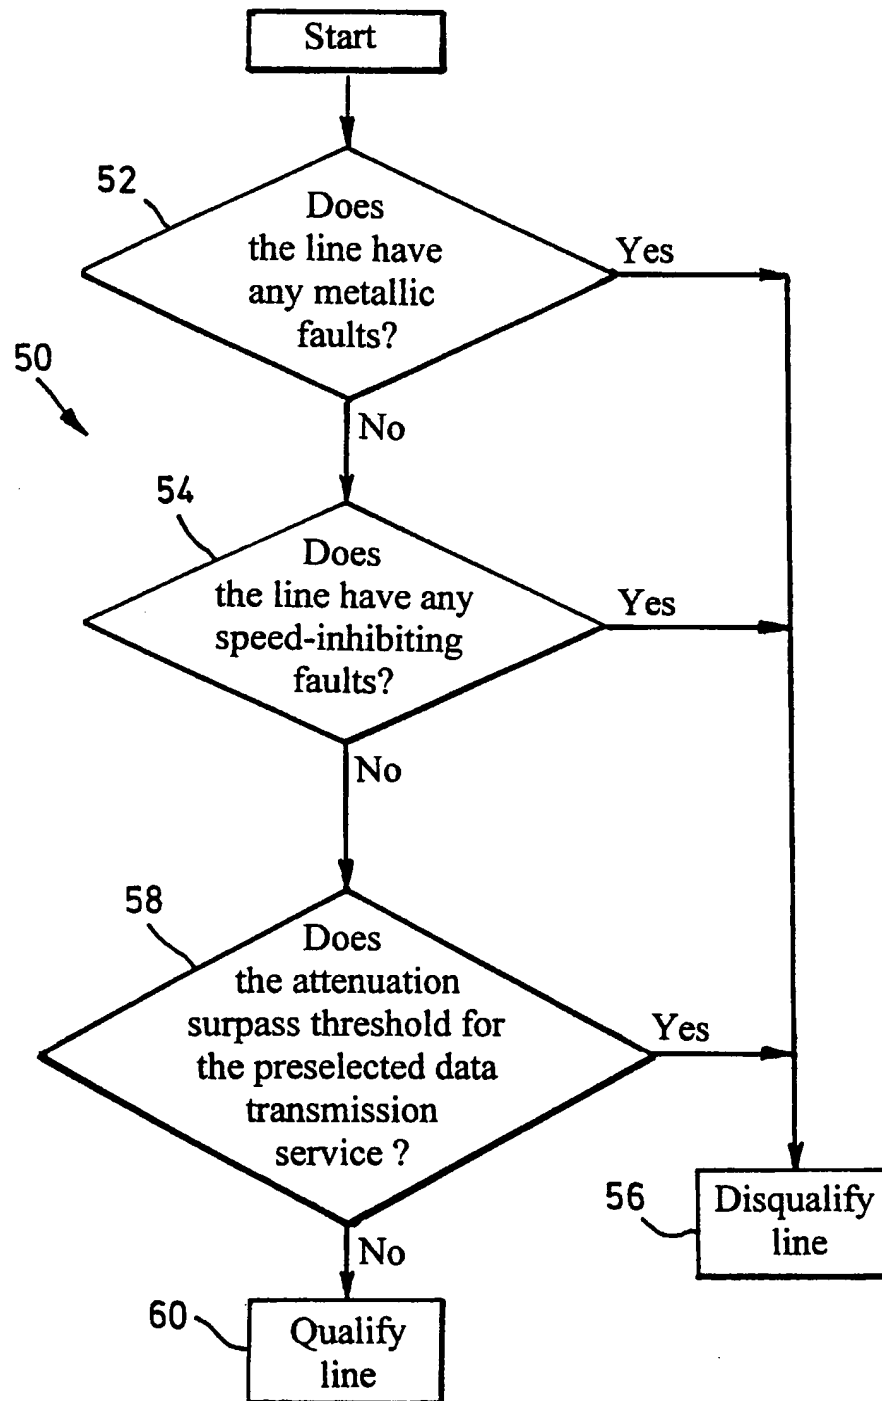 Start
52
Does
the line have
any metallic
faults?
Yes
50
No
54
Does
the line have any
speed-inhibiting
faults?
Yes
No
58
Does
the attenuation
surpass threshold for
the preselected data
transmission
service ?
Yes
56
Disqualify
line
No
60
Qualify
line